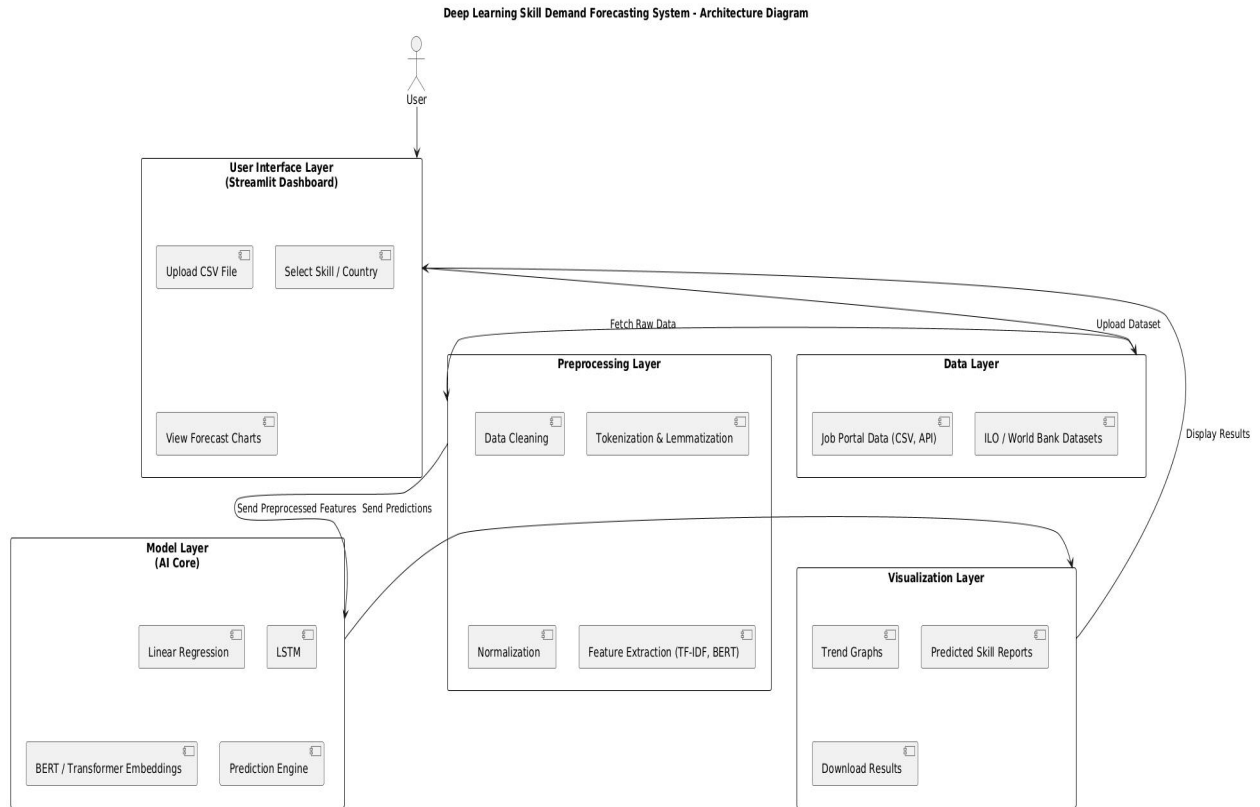 Deep Learning Skill Demand Forecasting System - Architecture Diagram
User
User Interface Layer
(Streamlit Dashboard)
Upload CSV File
Select Skill / Country
View Forecast Charts
Fetch Raw Data
Upload Dataset
Preprocessing Layer
Data Cleaning
Tokenization & Lemmatization
Normalization
Feature Extraction (TF-IDF, BERT)
Data Layer
Job Portal Data (CSV, API)
ILO / World Bank Datasets
Display Results
Send Preprocessed Features
Send Predictions
Model Layer
(AI Core)
Linear Regression
LSTM
BERT / Transformer Embeddings
Prediction Engine
Visualization Layer
Trend Graphs
Predicted Skill Reports
Download Results